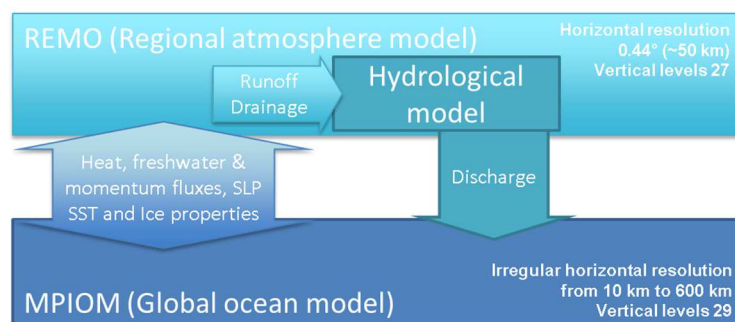 REMO (Regional atmosphere model)
Horizontal resolution
0.44° (~50 km)
Vertical levels 27
Runoff
Drainage
Hydrological
model
Heat, freshwater &
momentum fluxes, SLP
SST and Ice properties
Discharge
MPIOM (Global ocean model)
Irregular horizontal resolution
from 10 km to 600 km
Vertical levels 29